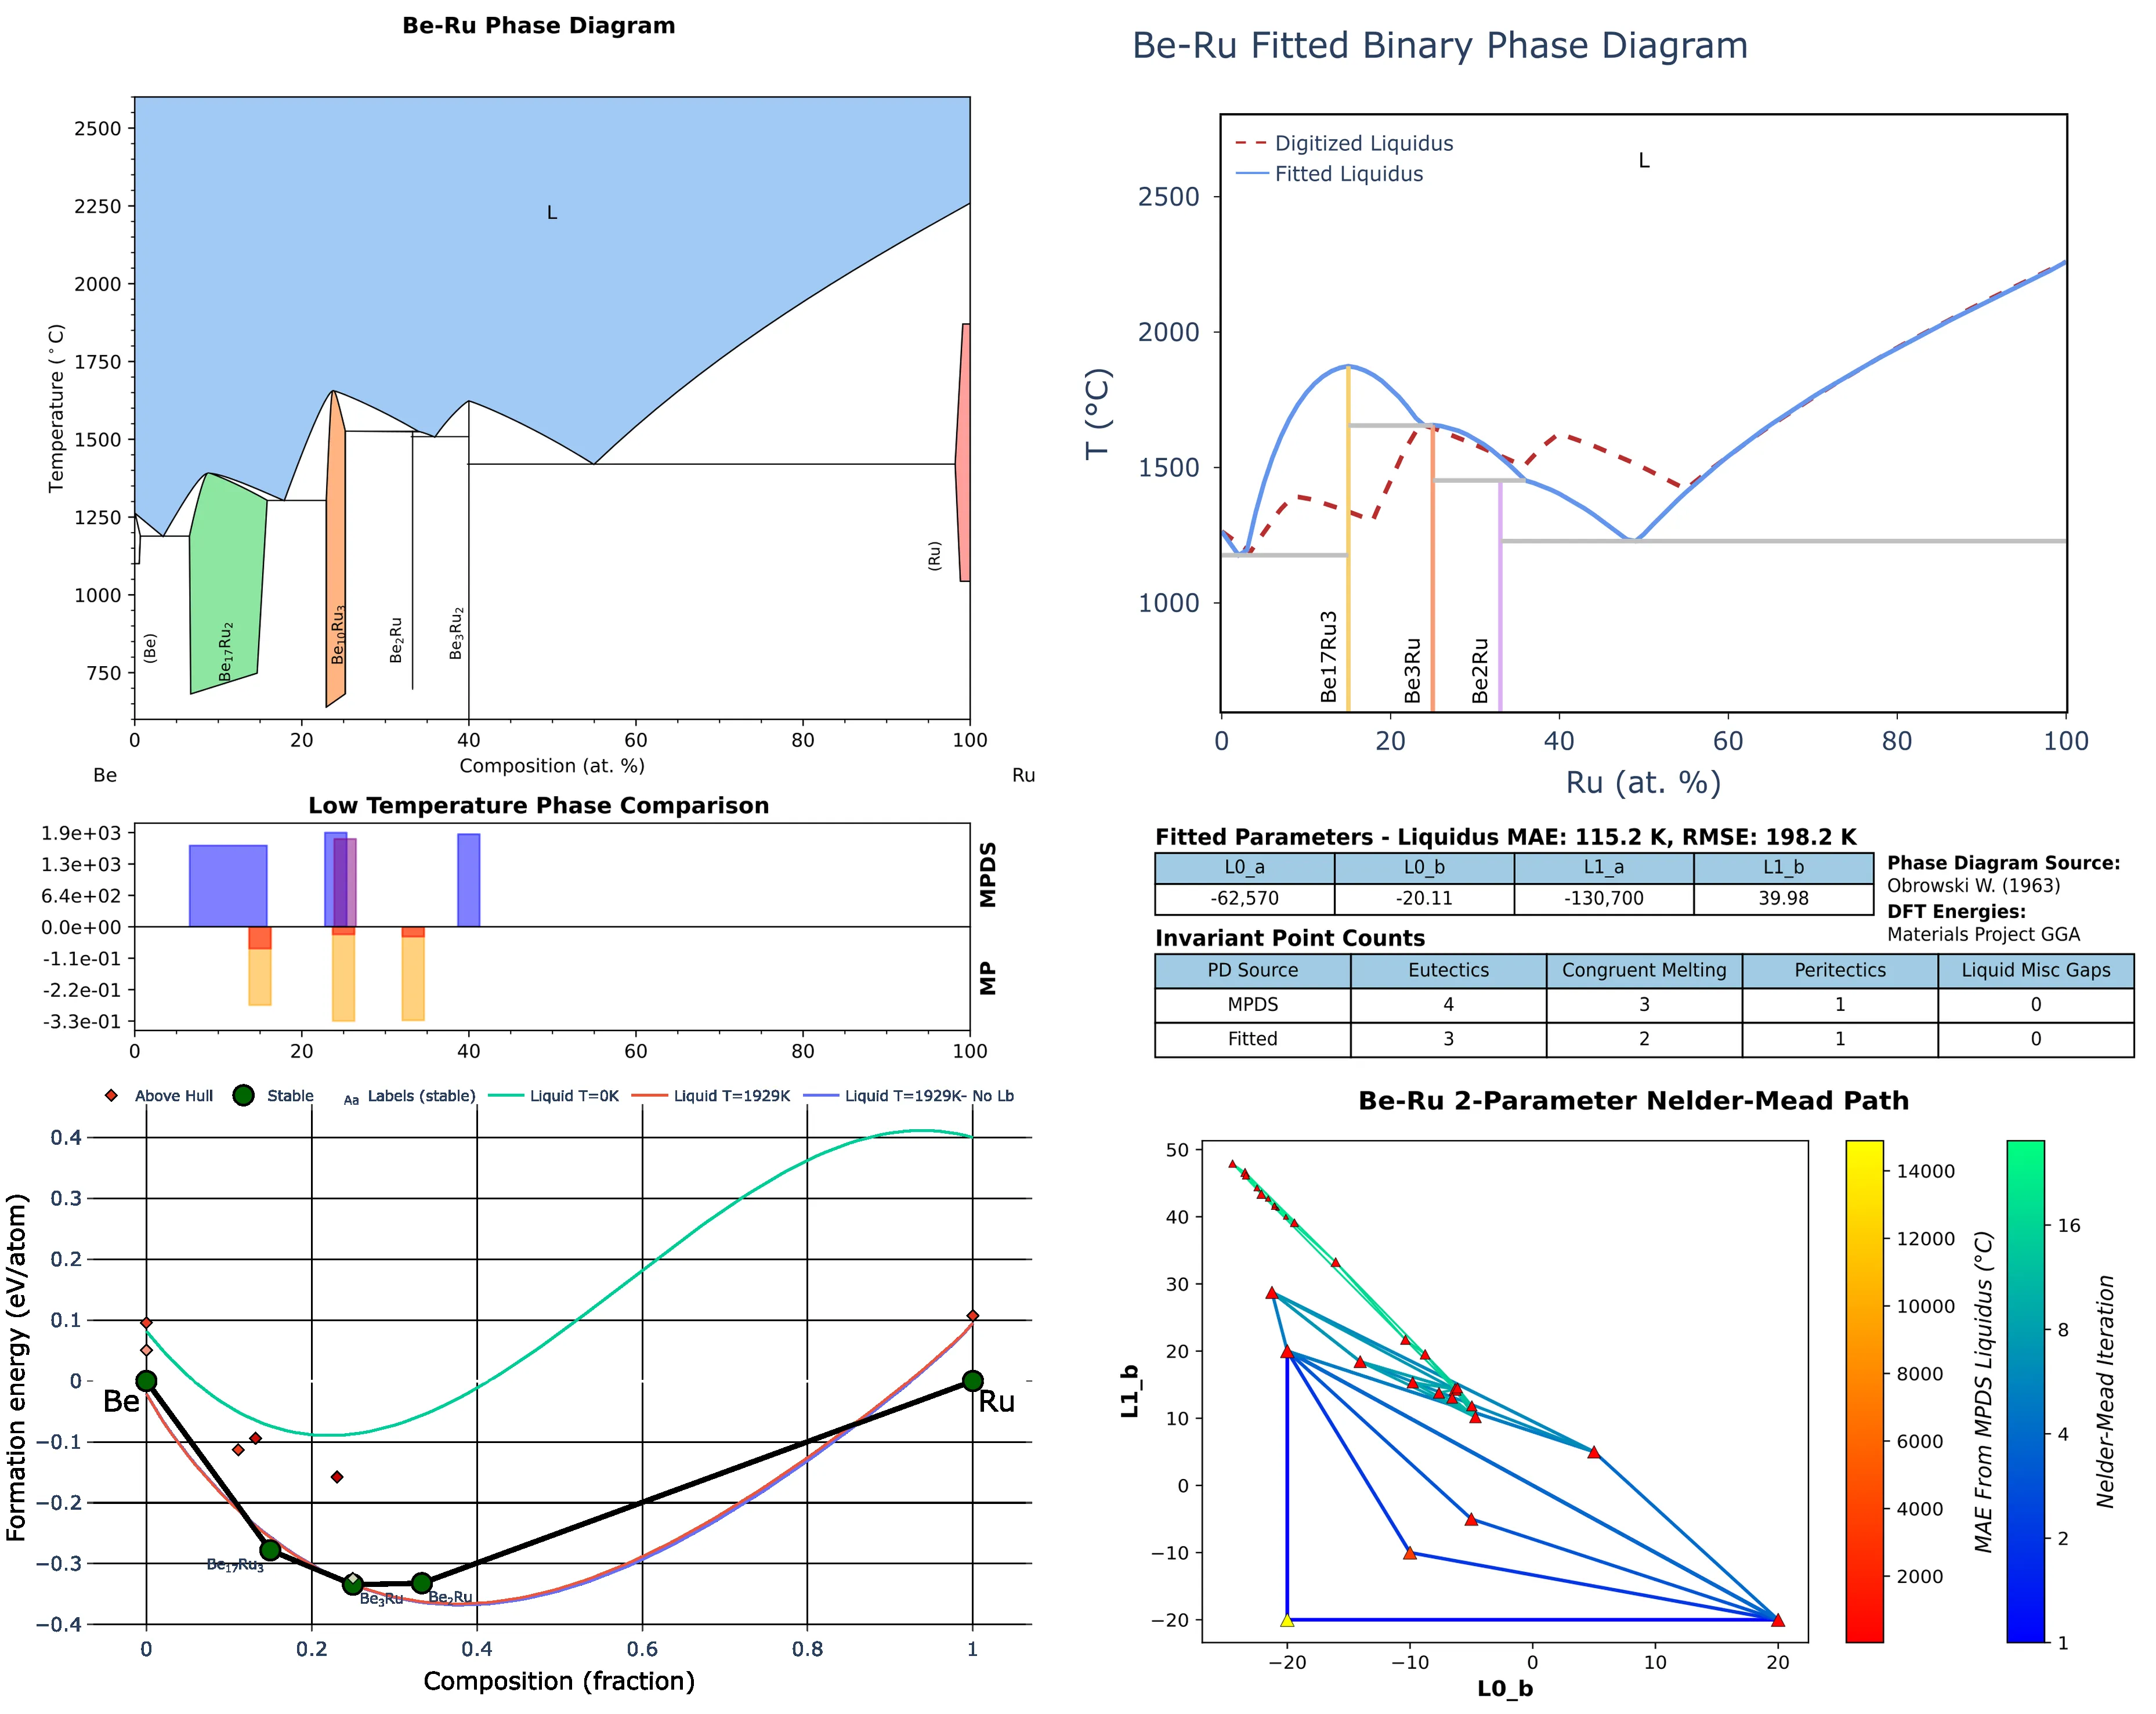 Be-Ru Phase Diagram
2500
2250
2000
1750
1500
1250
1000
750
Temperature (°C)
L
(Be)
Be17Ru2
Be10Ru3
Be2Ru
Be3Ru2
(Ru)
0 20 40 60 80 100
Composition (at. %)
Be Ru
Low Temperature Phase Comparison
1.9e+03
1.3e+03
6.4e+02
0.0e+00
-1.1e-01
-2.2e-01
-3.3e-01
MPDS
MP
0 20 40 60 80 100
Above Hull Stable Aa Labels (stable) Liquid T=0K Liquid T=1929K Liquid T=1929K- No Lb
0.4
0.3
0.2
0.1
0
−0.1
−0.2
−0.3
−0.4
Formation energy (eV/atom)
Be
Ru
Be17Ru3
Be3Ru
Be2Ru
0 0.2 0.4 0.6 0.8 1
Composition (fraction)
Be-Ru Fitted Binary Phase Diagram
Digitized Liquidus
Fitted Liquidus
L
2500
2000
1500
1000
T (°C)
Be17Ru3
Be3Ru
Be2Ru
0 20 40 60 80 100
Ru (at. %)
Fitted Parameters - Liquidus MAE: 115.2 K, RMSE: 198.2 K
L0_a L0_b L1_a L1_b
-62,570 -20.11 -130,700 39.98
Phase Diagram Source:
Obrowski W. (1963)
DFT Energies:
Materials Project GGA
Invariant Point Counts
PD Source Eutectics Congruent Melting Peritectics Liquid Misc Gaps
MPDS 4 3 1 0
Fitted 3 2 1 0
Be-Ru 2-Parameter Nelder-Mead Path
50
40
30
20
10
0
−10
−20
L1_b
−20 −10 0 10 20
L0_b
14000
12000
10000
8000
6000
4000
2000
MAE From MPDS Liquidus (°C)
16
8
4
2
1
Nelder-Mead Iteration